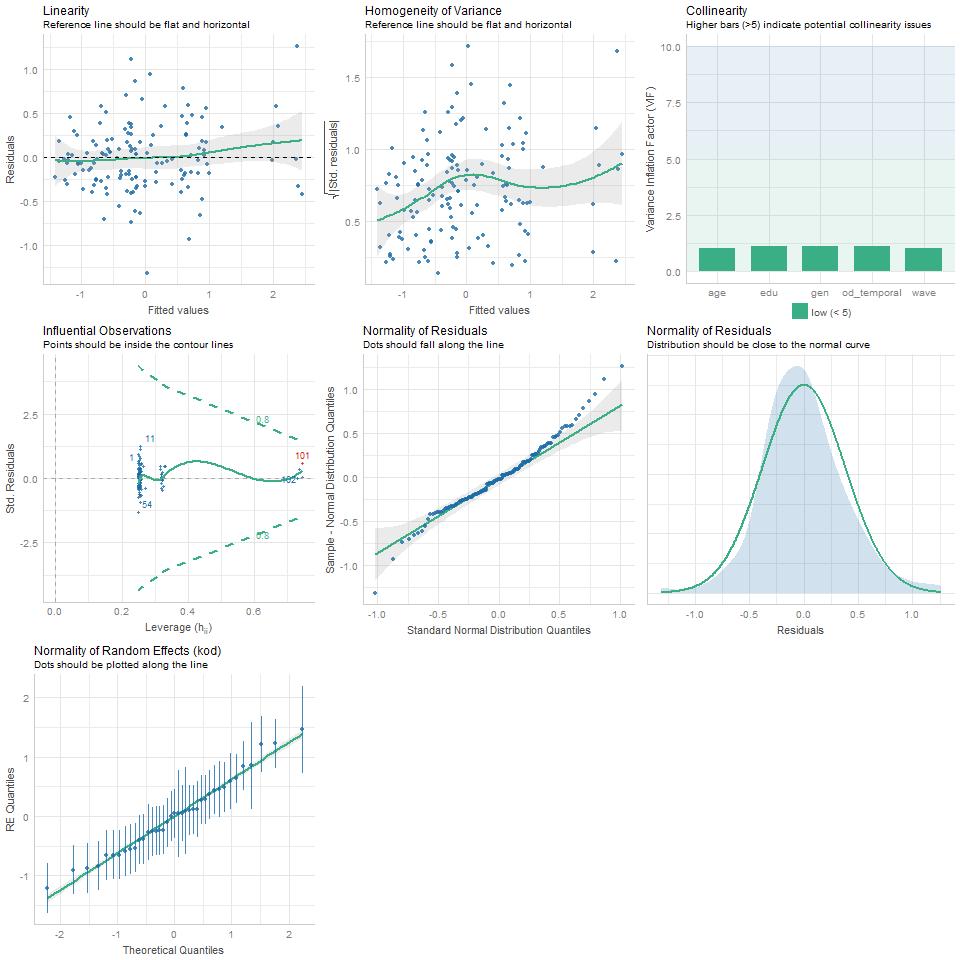 Linearity
Reference line should be flat and horizontal
Residuals
1.0
0.5
0.0
-0.5
-1.0
-1
0
1
2
Fitted values
Homogeneity of Variance
Reference line should be flat and horizontal
√|Std. residuals|
1.5
1.0
0.5
-1
0
1
2
Fitted values
Collinearity
Higher bars (>5) indicate potential collinearity issues
Variance Inflation Factor (VIF)
10.0
7.5
5.0
2.5
0.0
age
edu
gen
od_temporal
wave
low (< 5)
Influential Observations
Points should be inside the contour lines
Std. Residuals
2.5
0.0
-2.5
0.8
0.8
11
1
54
101
102
0.0
0.2
0.4
0.6
Leverage (hii)
Normality of Residuals
Dots should fall along the line
Sample - Normal Distribution Quantiles
1.0
0.5
0.0
-0.5
-1.0
-1.0
-0.5
0.0
0.5
1.0
Standard Normal Distribution Quantiles
Normality of Residuals
Distribution should be close to the normal curve
-1.0
-0.5
0.0
0.5
1.0
Residuals
Normality of Random Effects (kod)
Dots should be plotted along the line
RE Quantiles
2
1
0
-1
-2
-1
0
1
2
Theoretical Quantiles